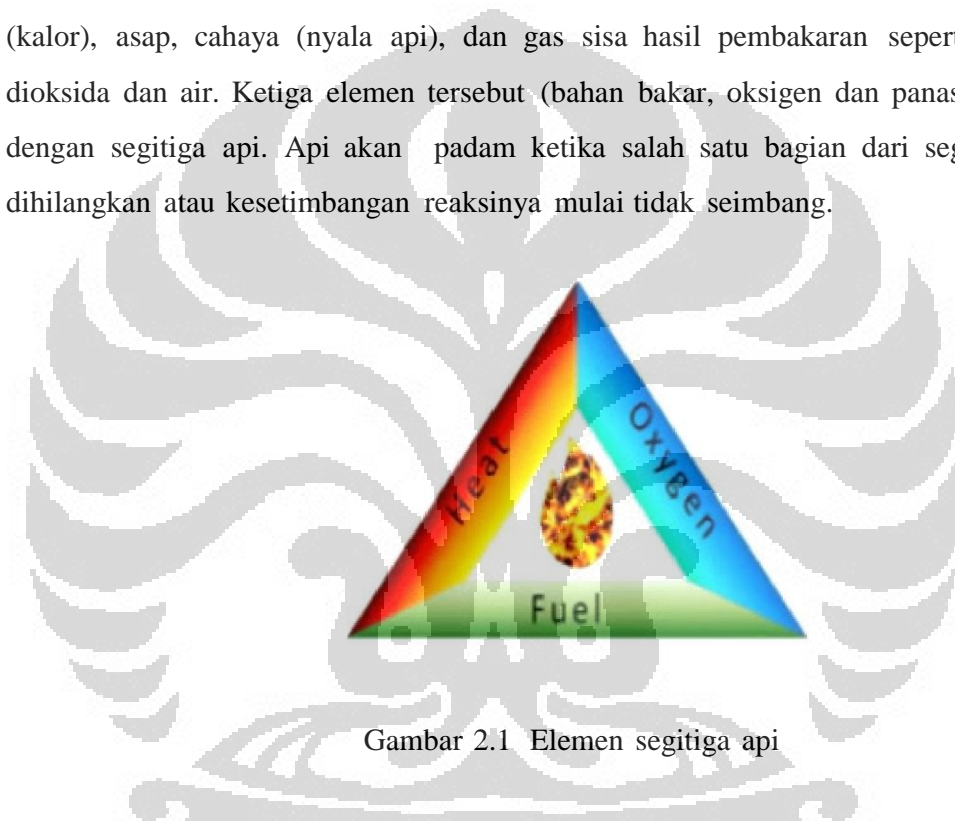 (kalor), asap, cahaya (nyala api), dan gas sisa hasil pembakaran sepert
dioksida dan air. Ketiga elemen tersebut (bahan bakar, oksigen dan panas
dengan segitiga api. Api akan padam ketika salah satu bagian dari seg
dihilangkan atau kesetimbangan reaksinya mulai tidak seimbang.
Heat
Oxygen
Fuel
Gambar 2.1 Elemen segitiga api